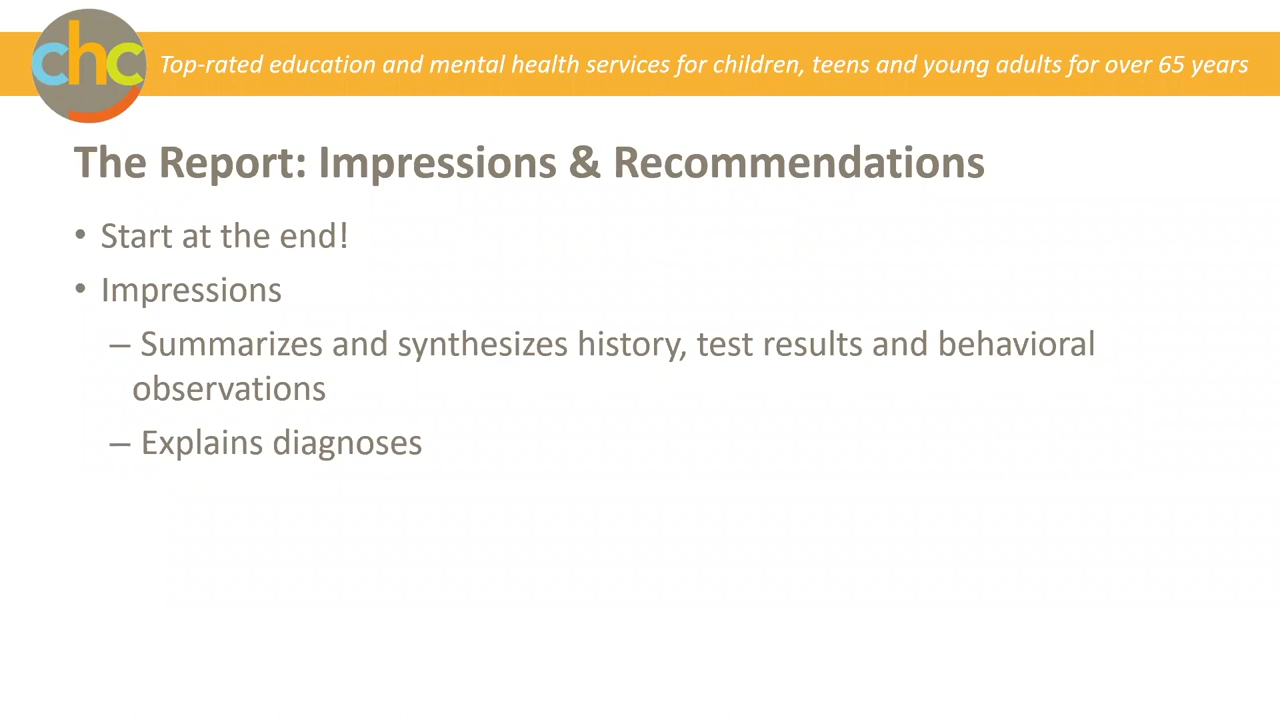 chc
Top-rated education and mental health services for children, teens and young adults for over 65 years
The Report: Impressions & Recommendations
• Start at the end!
• Impressions
– Summarizes and synthesizes history, test results and behavioral
observations
– Explains diagnoses